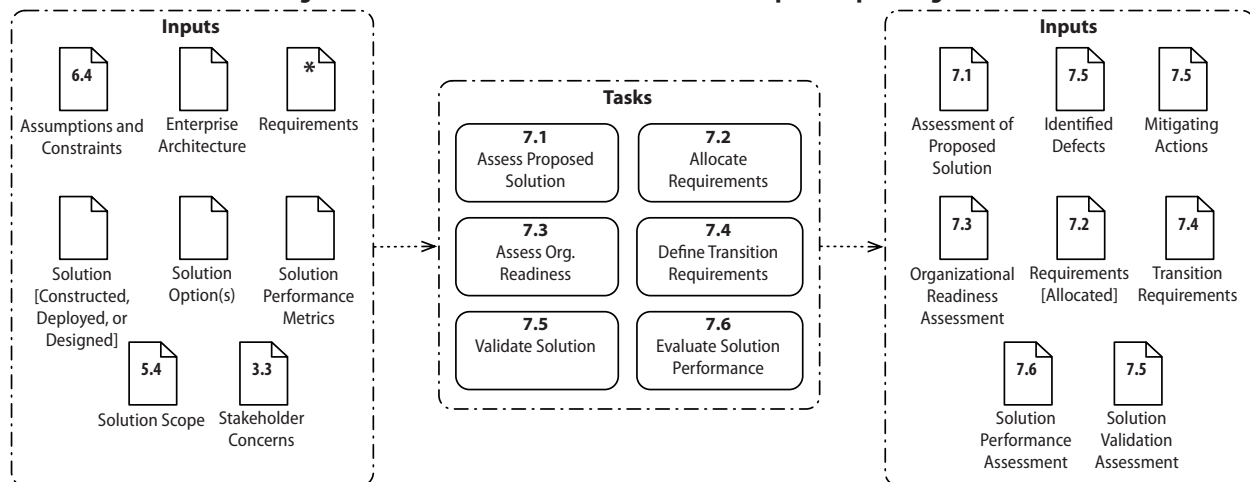 Inputs
6.4
Assumptions and
Constraints
Enterprise
Architecture
*
Requirements
Solution
[Constructed,
Deployed, or
Designed]
Solution
Option(s)
Solution
Performance
Metrics
5.4
Solution Scope
3.3
Stakeholder
Concerns
Tasks
7.1
Assess Proposed
Solution
7.2
Allocate
Requirements
7.3
Assess Org.
Readiness
7.4
Define Transition
Requirements
7.5
Validate Solution
7.6
Evaluate Solution
Performance
Inputs
7.1
Assessment of
Proposed
Solution
7.5
Identified
Defects
7.5
Mitigating
Actions
7.3
Organizational
Readiness
Assessment
7.2
Requirements
[Allocated]
7.4
Transition
Requirements
7.6
Solution
Performance
Assessment
7.5
Solution
Validation
Assessment